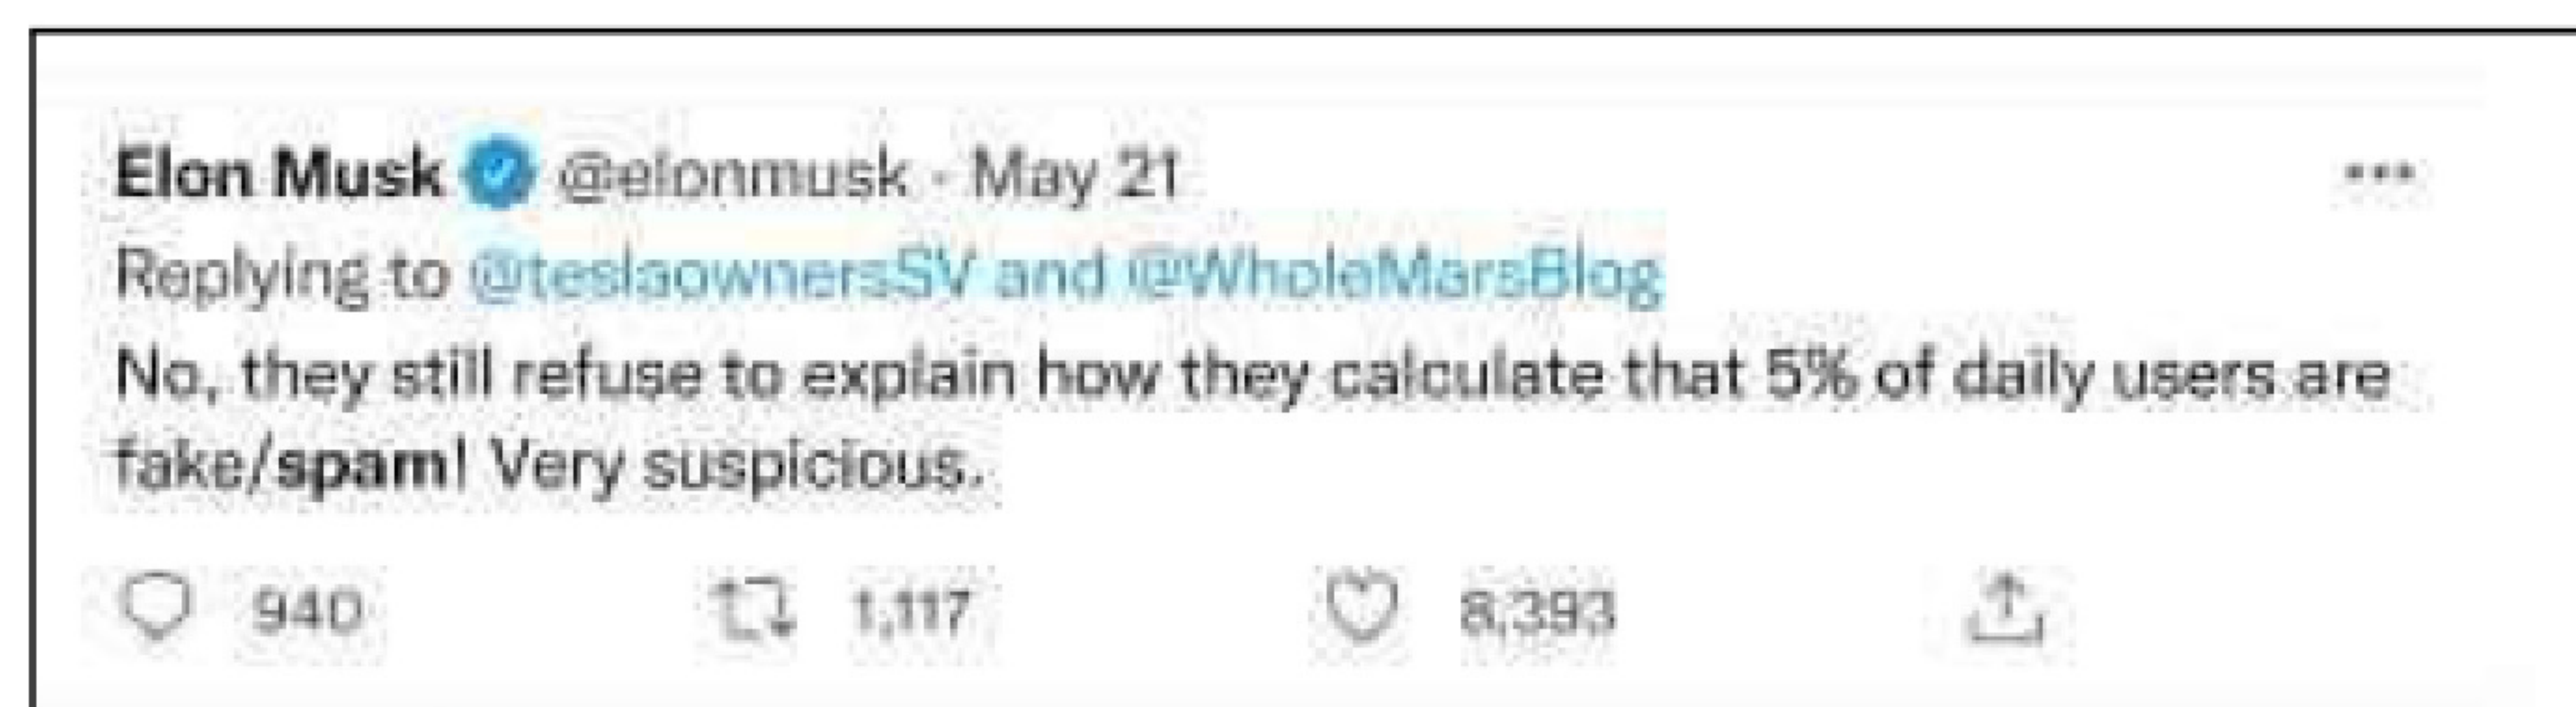 Elon Musk @elonmusk · May 21
Replying to @teslaownersSV and @WholeMarsBlog
No, they still refuse to explain how they calculate that 5% of daily users are
fake/spam! Very suspicious.
940 1,117 8,393